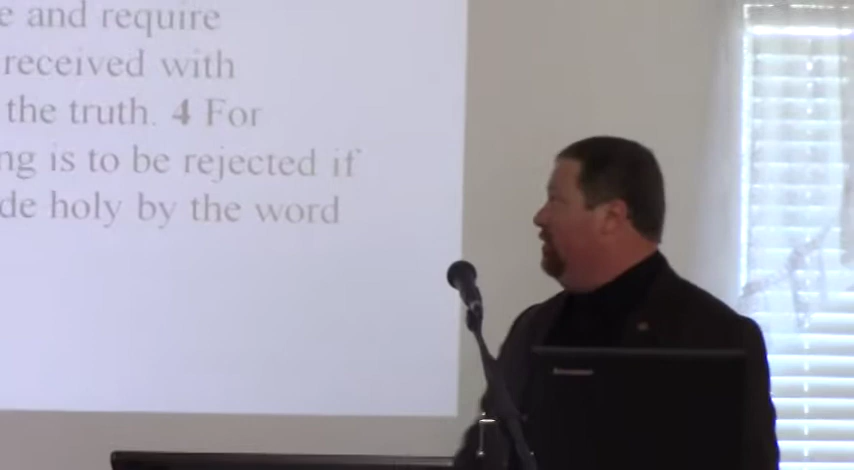 e and require
received with
the truth. 4 For
ng is to be rejected if
de holy by the word